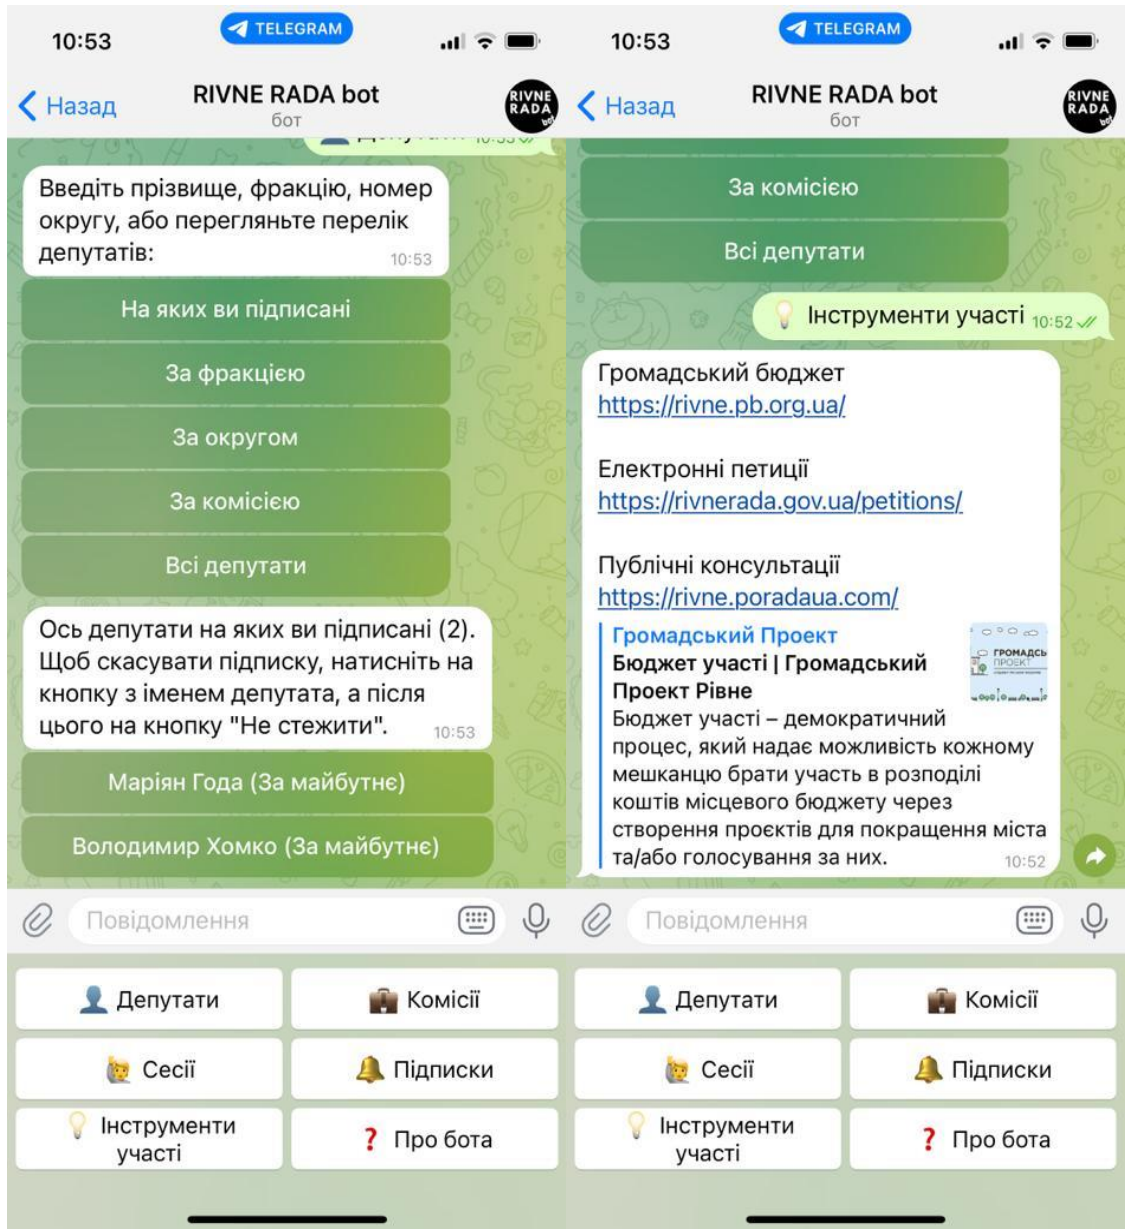 10:53
TELEGRAM
Назад
RIVNE RADA bot
бот
RIVNE
RADA
bot
Депутати 10:53
Введіть прізвище, фракцію, номер
округу, або перегляньте перелік
депутатів:
10:53
На яких ви підписані
За фракцією
За округом
За комісією
Всі депутати
Ось депутати на яких ви підписані (2).
Щоб скасувати підписку, натисніть на
кнопку з іменем депутата, а після
цього на кнопку "Не стежити".
10:53
Маріян Года (За майбутнє)
Володимир Хомко (За майбутнє)
Повідомлення
Депутати
Комісії
Сесії
Підписки
Інструменти
участі
Про бота
10:53
TELEGRAM
Назад
RIVNE RADA bot
бот
RIVNE
RADA
bot
За комісією
Всі депутати
Інструменти участі 10:52
Громадський бюджет
https://rivne.pb.org.ua/
Електронні петиції
https://rivnerada.gov.ua/petitions/
Публічні консультації
https://rivne.poradaua.com/
Громадський Проект
Бюджет участі | Громадський
Проект Рівне
ГРОМАДСЬ
ПРОЕКТ
Бюджет участі – демократичний
процес, який надає можливість кожному
мешканцю брати участь в розподілі
коштів місцевого бюджету через
створення проєктів для покращення міста
та/або голосування за них.
10:52
Повідомлення
Депутати
Комісії
Сесії
Підписки
Інструменти
участі
Про бота